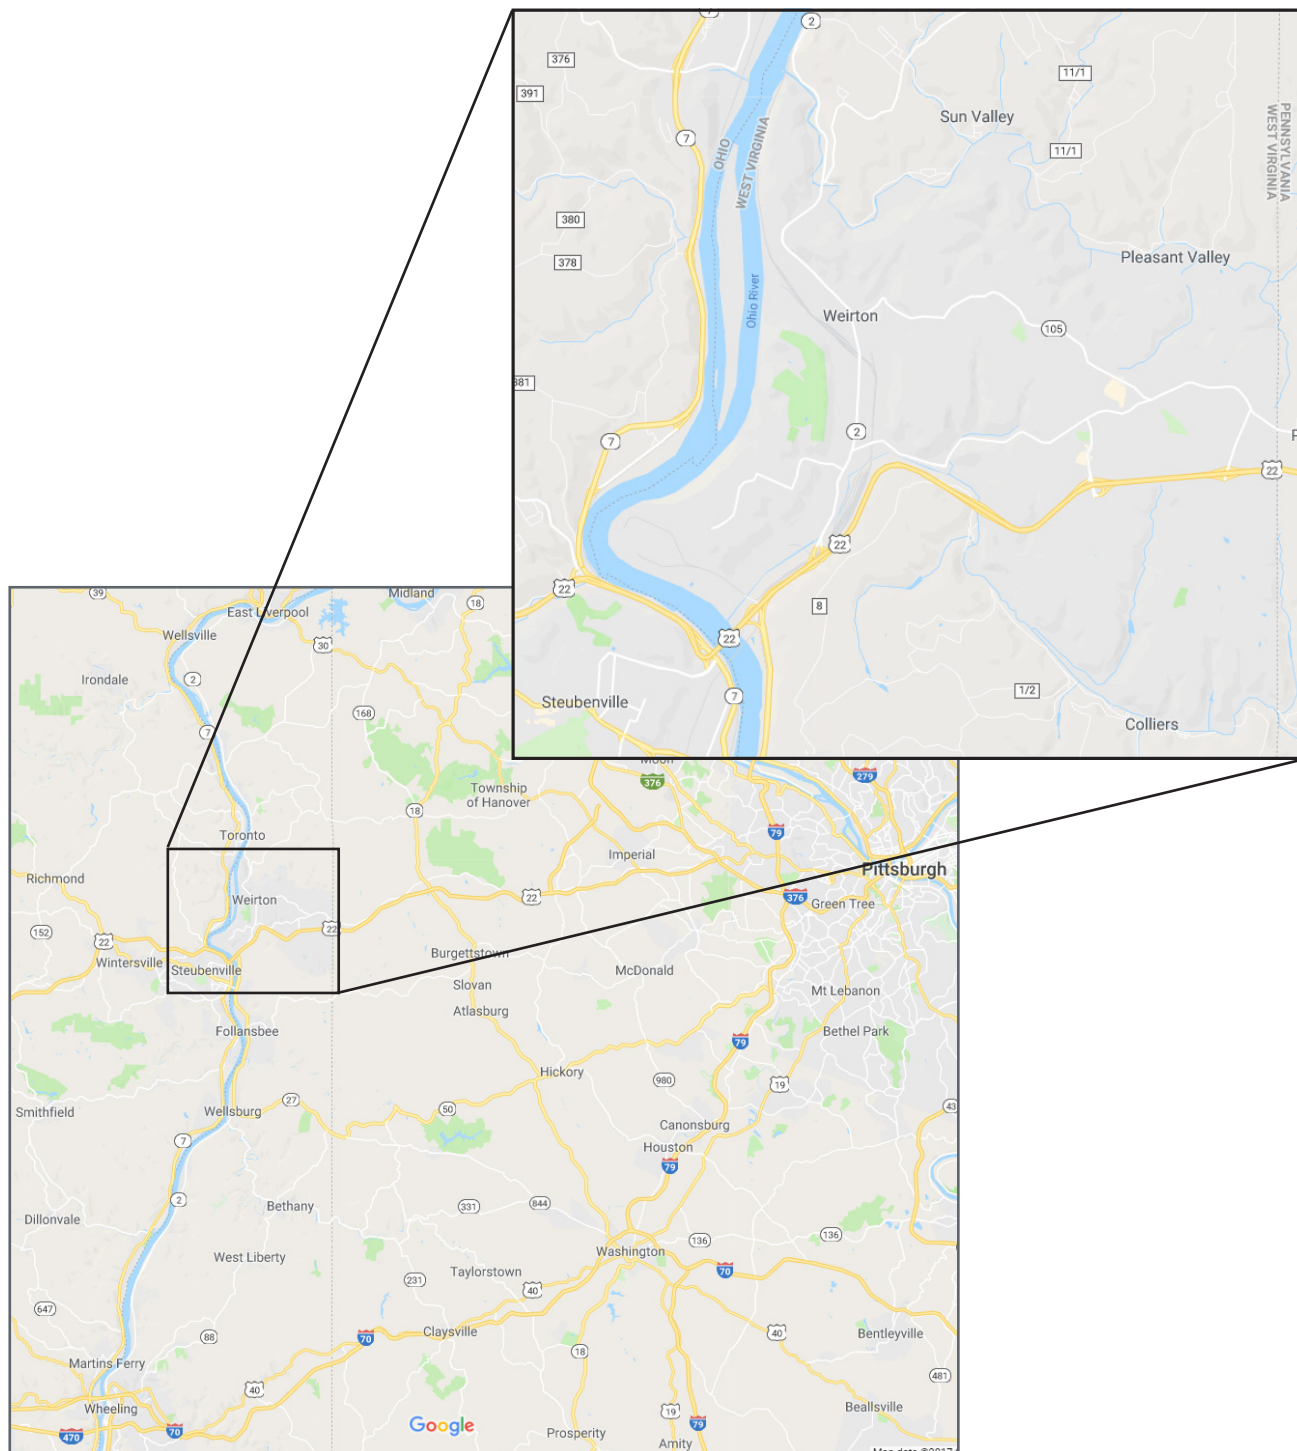 2
7
376
11/1
391
Sun Valley
PENNSYLVANIA
WEST VIRGINIA
7
OHIO
WEST VIRGINIA
11/1
380
378
Pleasant Valley
Ohio River
Weirton
105
381
2
7
22
22
22
8
22
Steubenville
7
1/2
Colliers
39
Midland
18
East Liverpool
Wellsville
30
Irondale
2
168
7
376
279
Township
of Hanover
18
79
Toronto
Imperial
Pittsburgh
Richmond
22
376
Weirton
Green Tree
152
22
22
Burgettstown
Wintersville
Steubenville
McDonald
Slovan
Mt Lebanon
Atlasburg
Follansbee
Bethel Park
79
Hickory
980
19
Smithfield
Wellsburg
27
50
43
Canonsburg
7
Houston
79
2
331
844
Bethany
Dillonvale
136
136
Washington
West Liberty
Taylorstown
70
231
40
647
88
70
Claysville
40
Bentleyville
18
Martins Ferry
481
40
Wheeling
19
Beallsville
470
70
Google
79
Prosperity
Amity